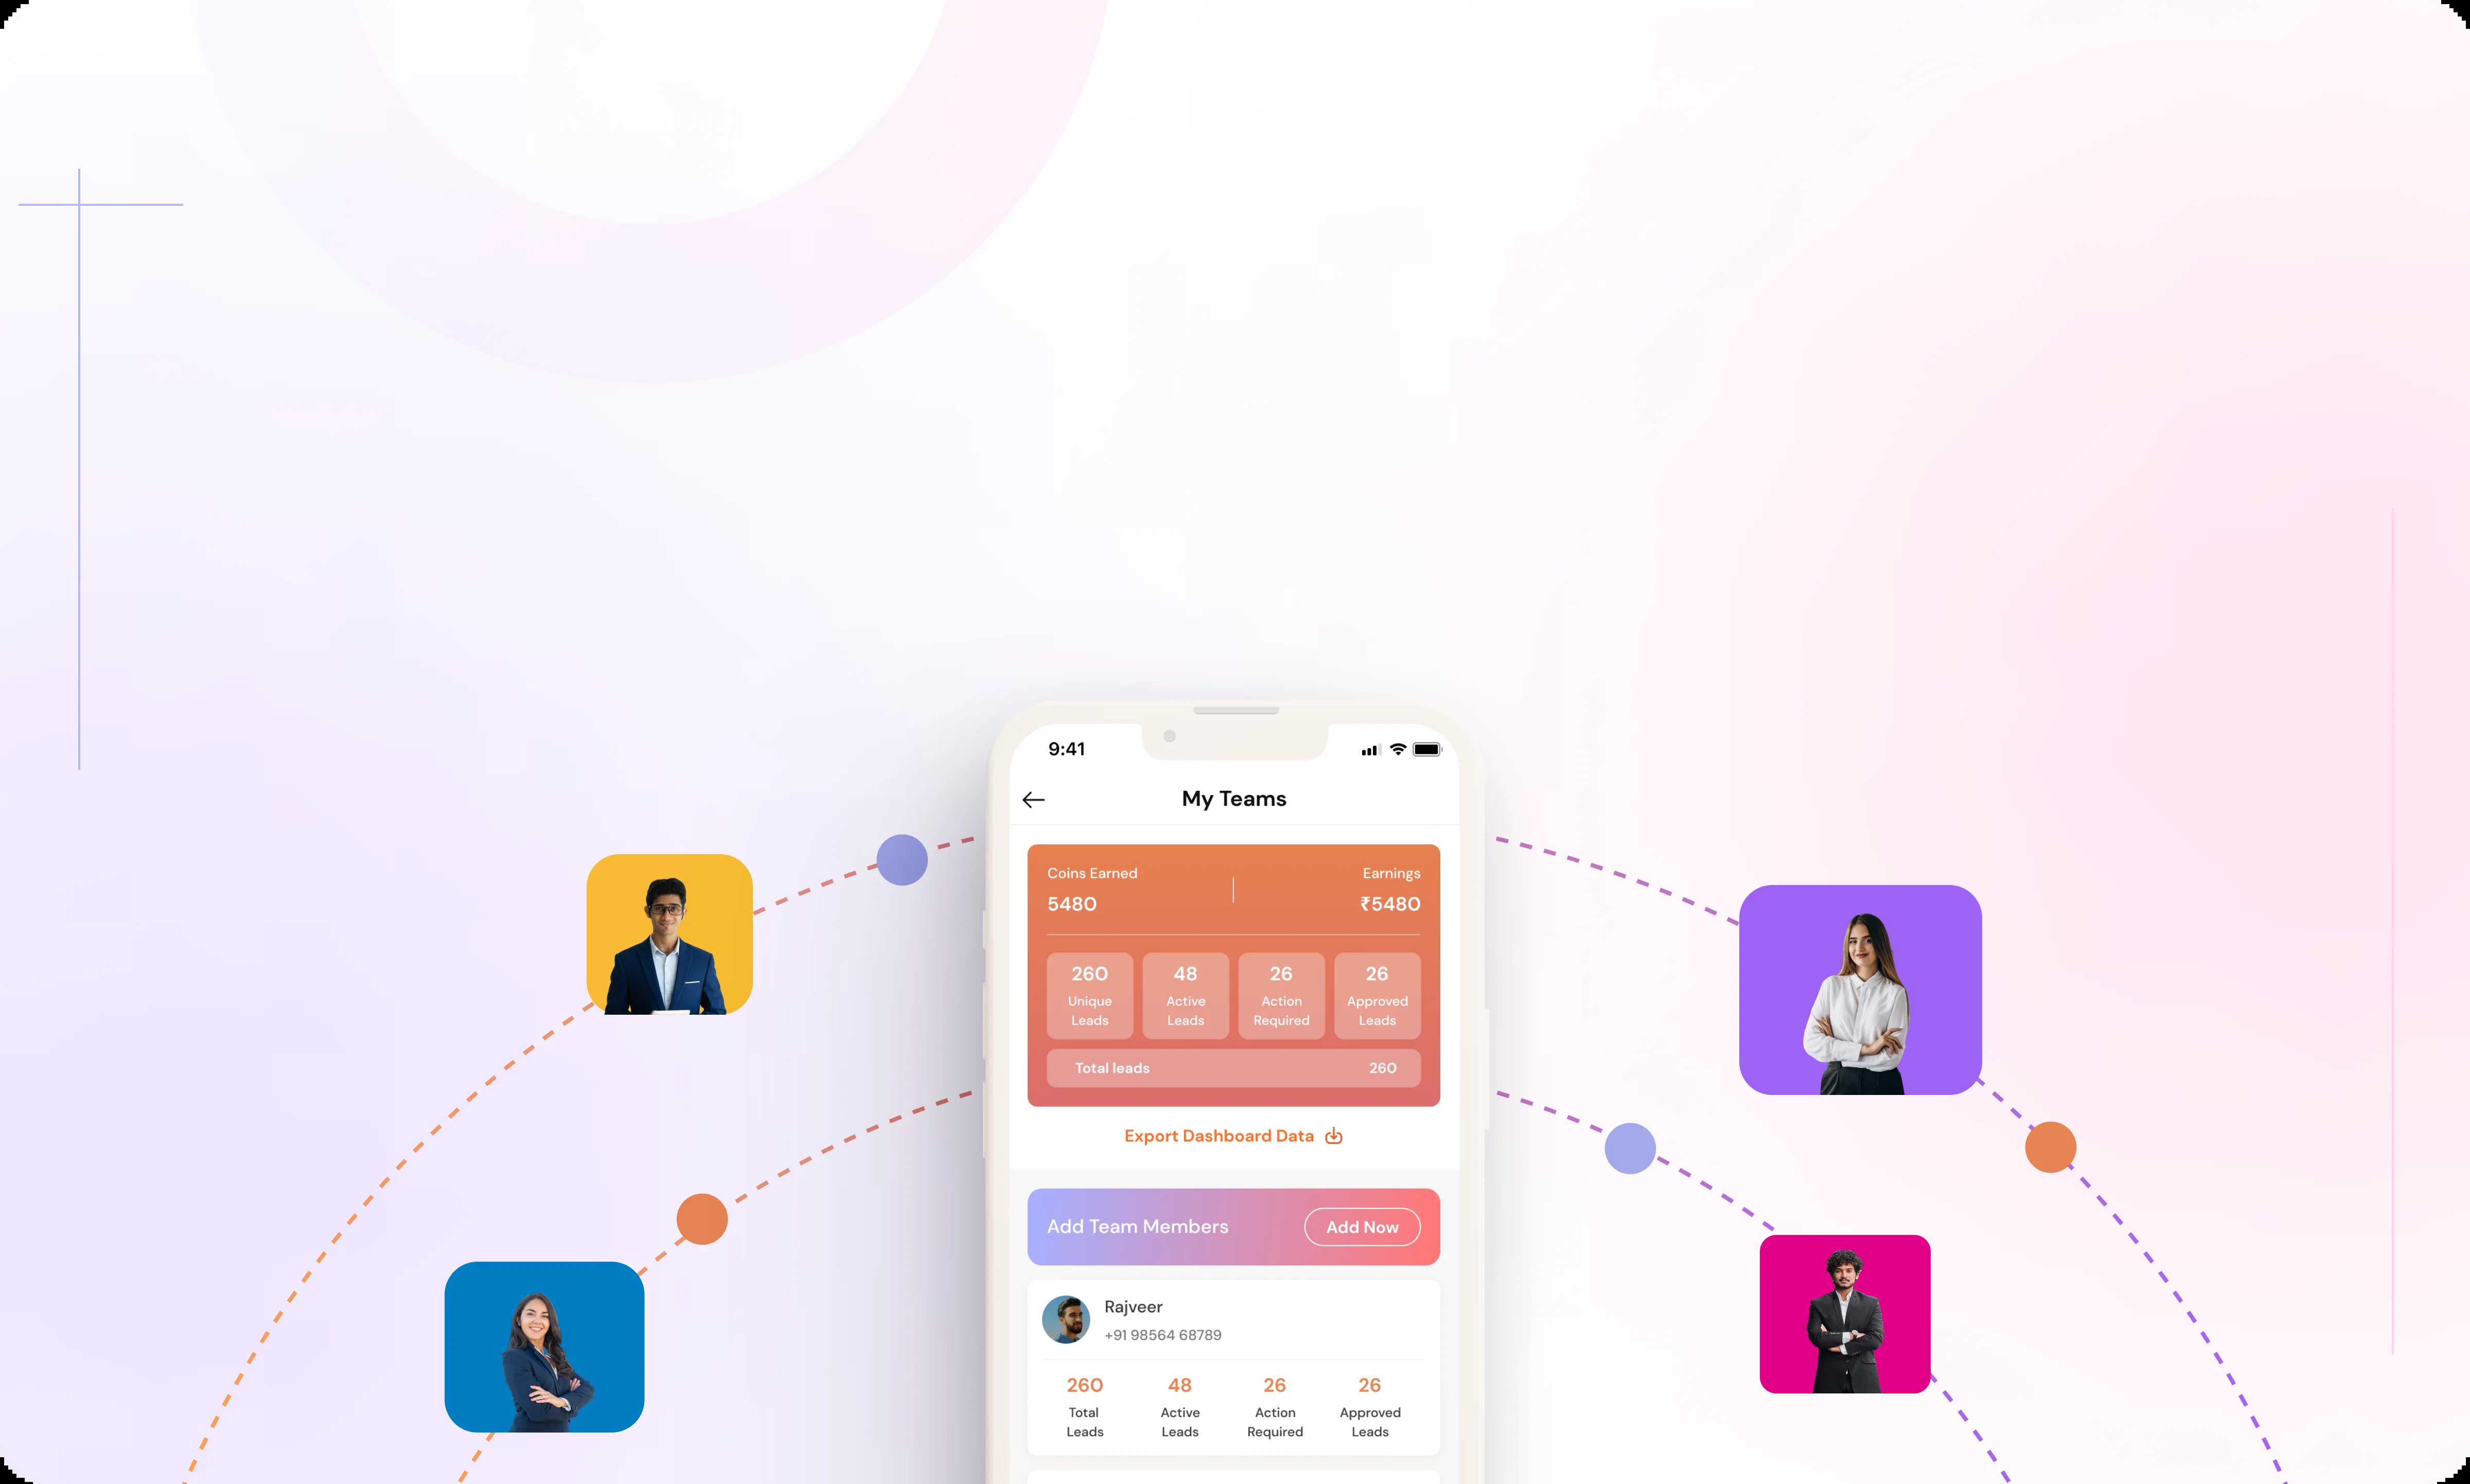 9:41
My Teams
Coins Earned
Earnings
5480
₹5480
260
48
26
26
Unique
Leads
Active
Leads
Action
Required
Approved
Leads
Total leads
260
Export Dashboard Data
Add Team Members
Add Now
Rajveer
+91 98564 68789
260
48
26
26
Total
Leads
Active
Leads
Action
Required
Approved
Leads